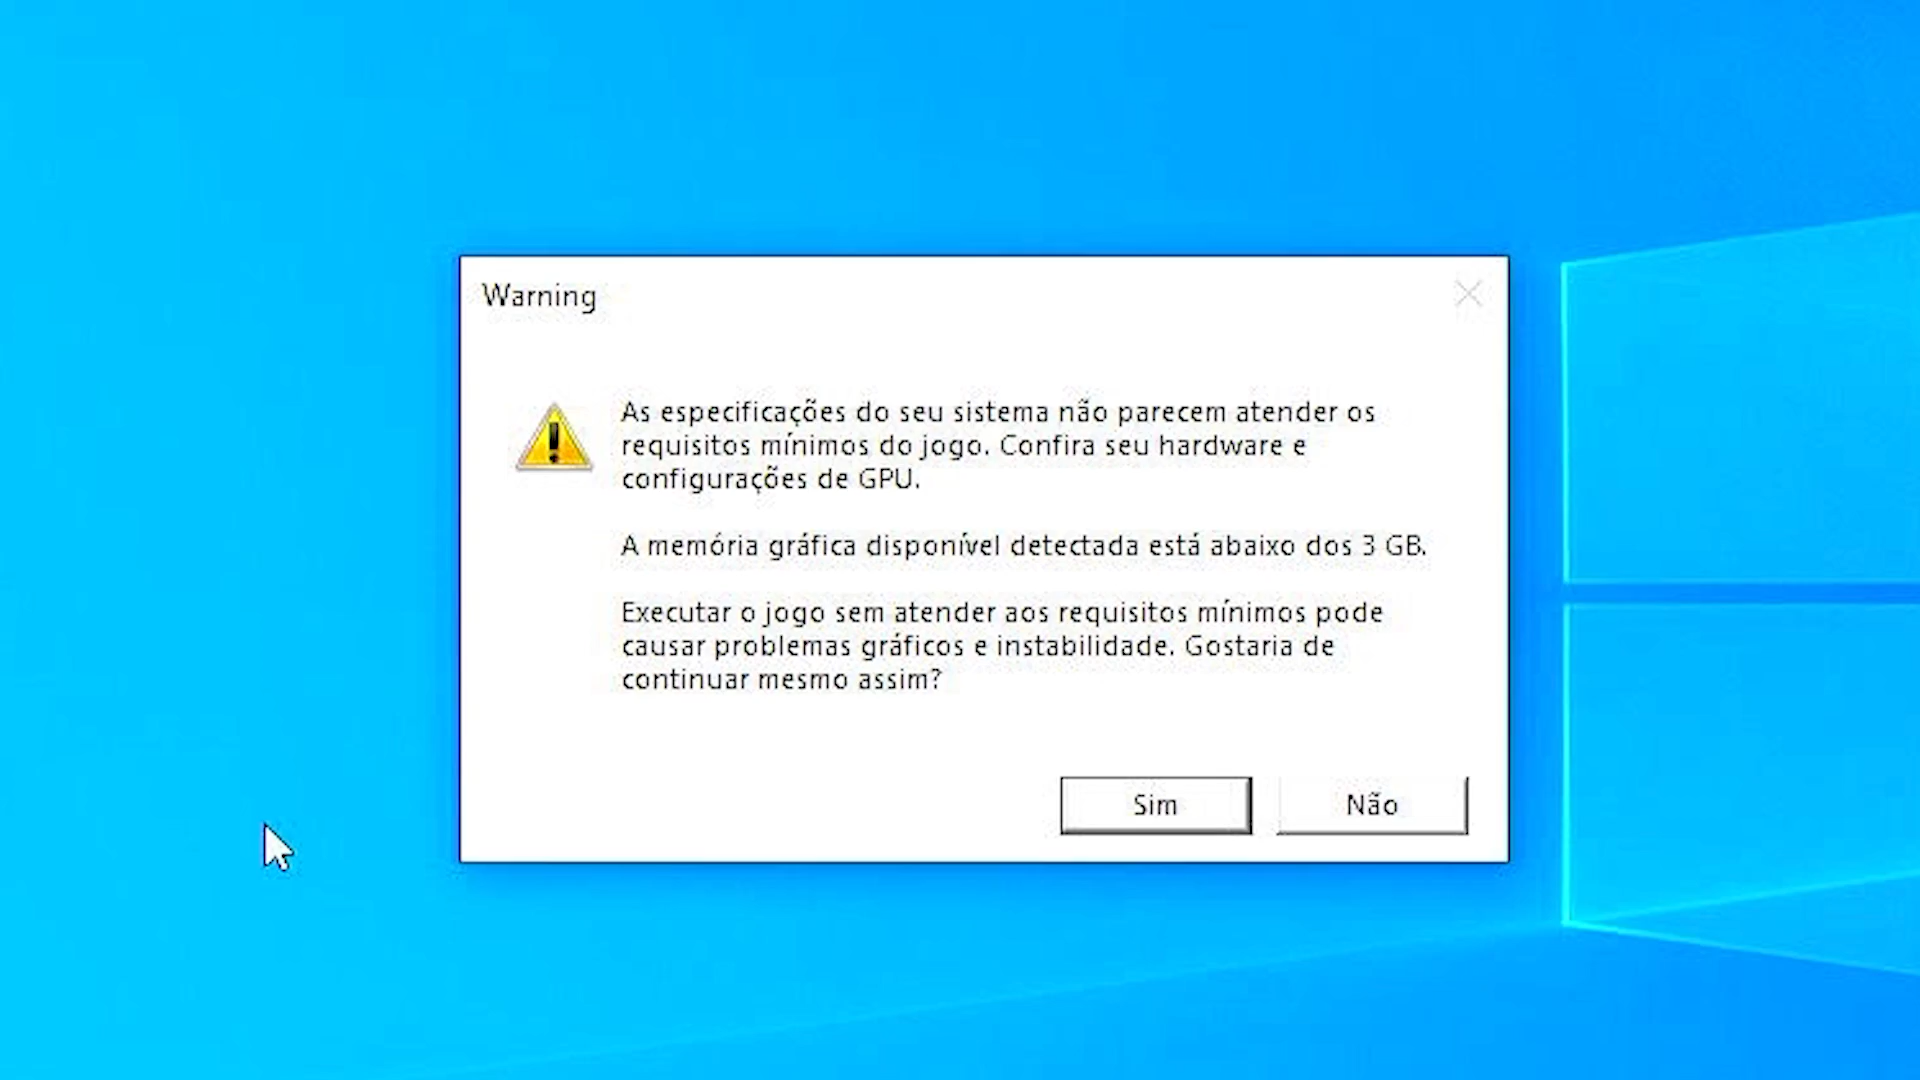 Warning
As especificações do seu sistema não parecem atender os
requisitos mínimos do jogo. Confira seu hardware e
configurações de GPU.
A memória gráfica disponível detectada está abaixo dos 3 GB.
Executar o jogo sem atender aos requisitos mínimos pode
causar problemas gráficos e instabilidade. Gostaria de
continuar mesmo assim?
Sim
Não